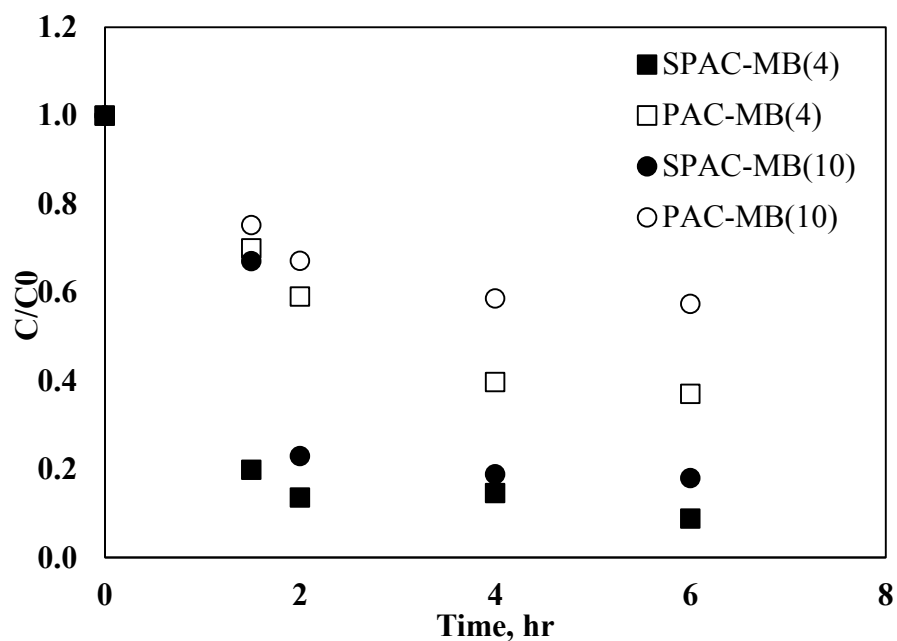 1.2
1.0
0.8
0.6
0.4
0.2
0.0
C/C0
SPAC-MB(4)
PAC-MB(4)
SPAC-MB(10)
PAC-MB(10)
0 2 4 6 8
Time, hr